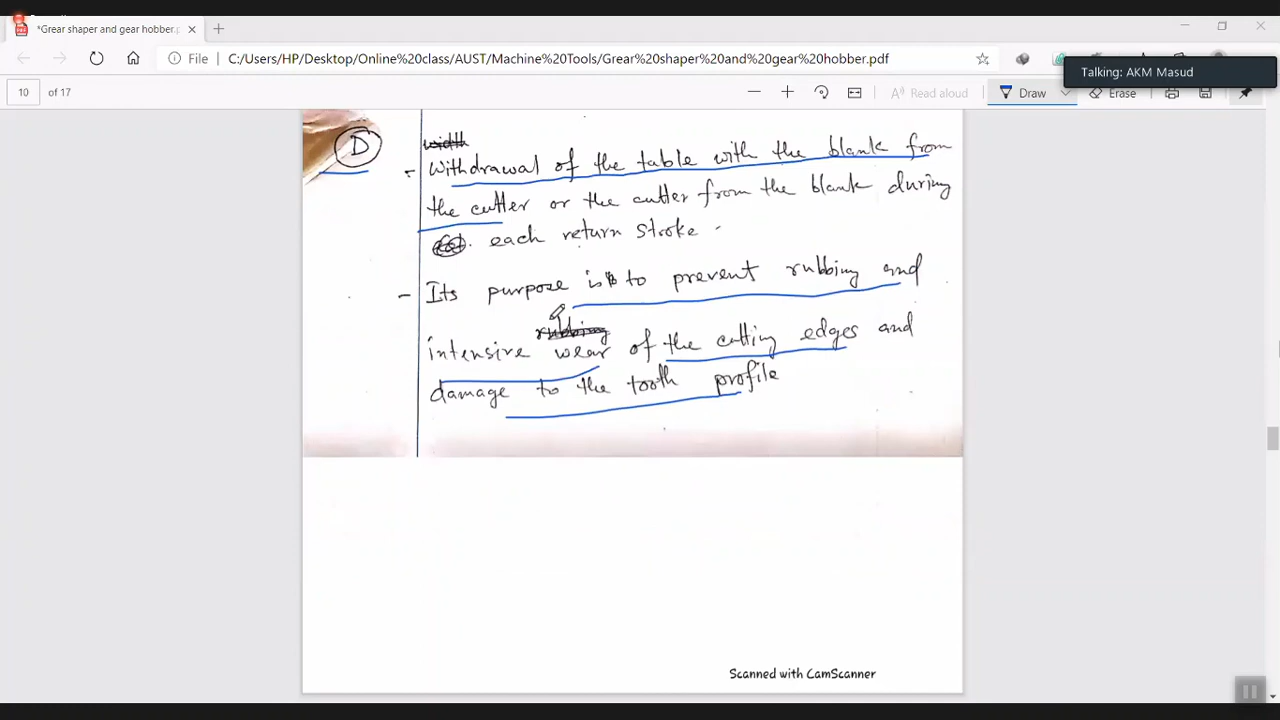 *Grear shaper and gear hobber.p
File C:/Users/HP/Desktop/Online%20class/AUST/Machine%20Tools/Grear%20shaper%20and%20gear%20hobber.pdf
Talking: AKM Masud
10 of 17 Read aloud Draw Erase
D
width
- Withdrawal of the table with the blank from
the cutter or the cutter from the blank during
each return stroke.
- Its purpose is to prevent rubbing and
rubbing
intensive wear of the cutting edges and
damage to the tooth profile
Scanned with CamScanner